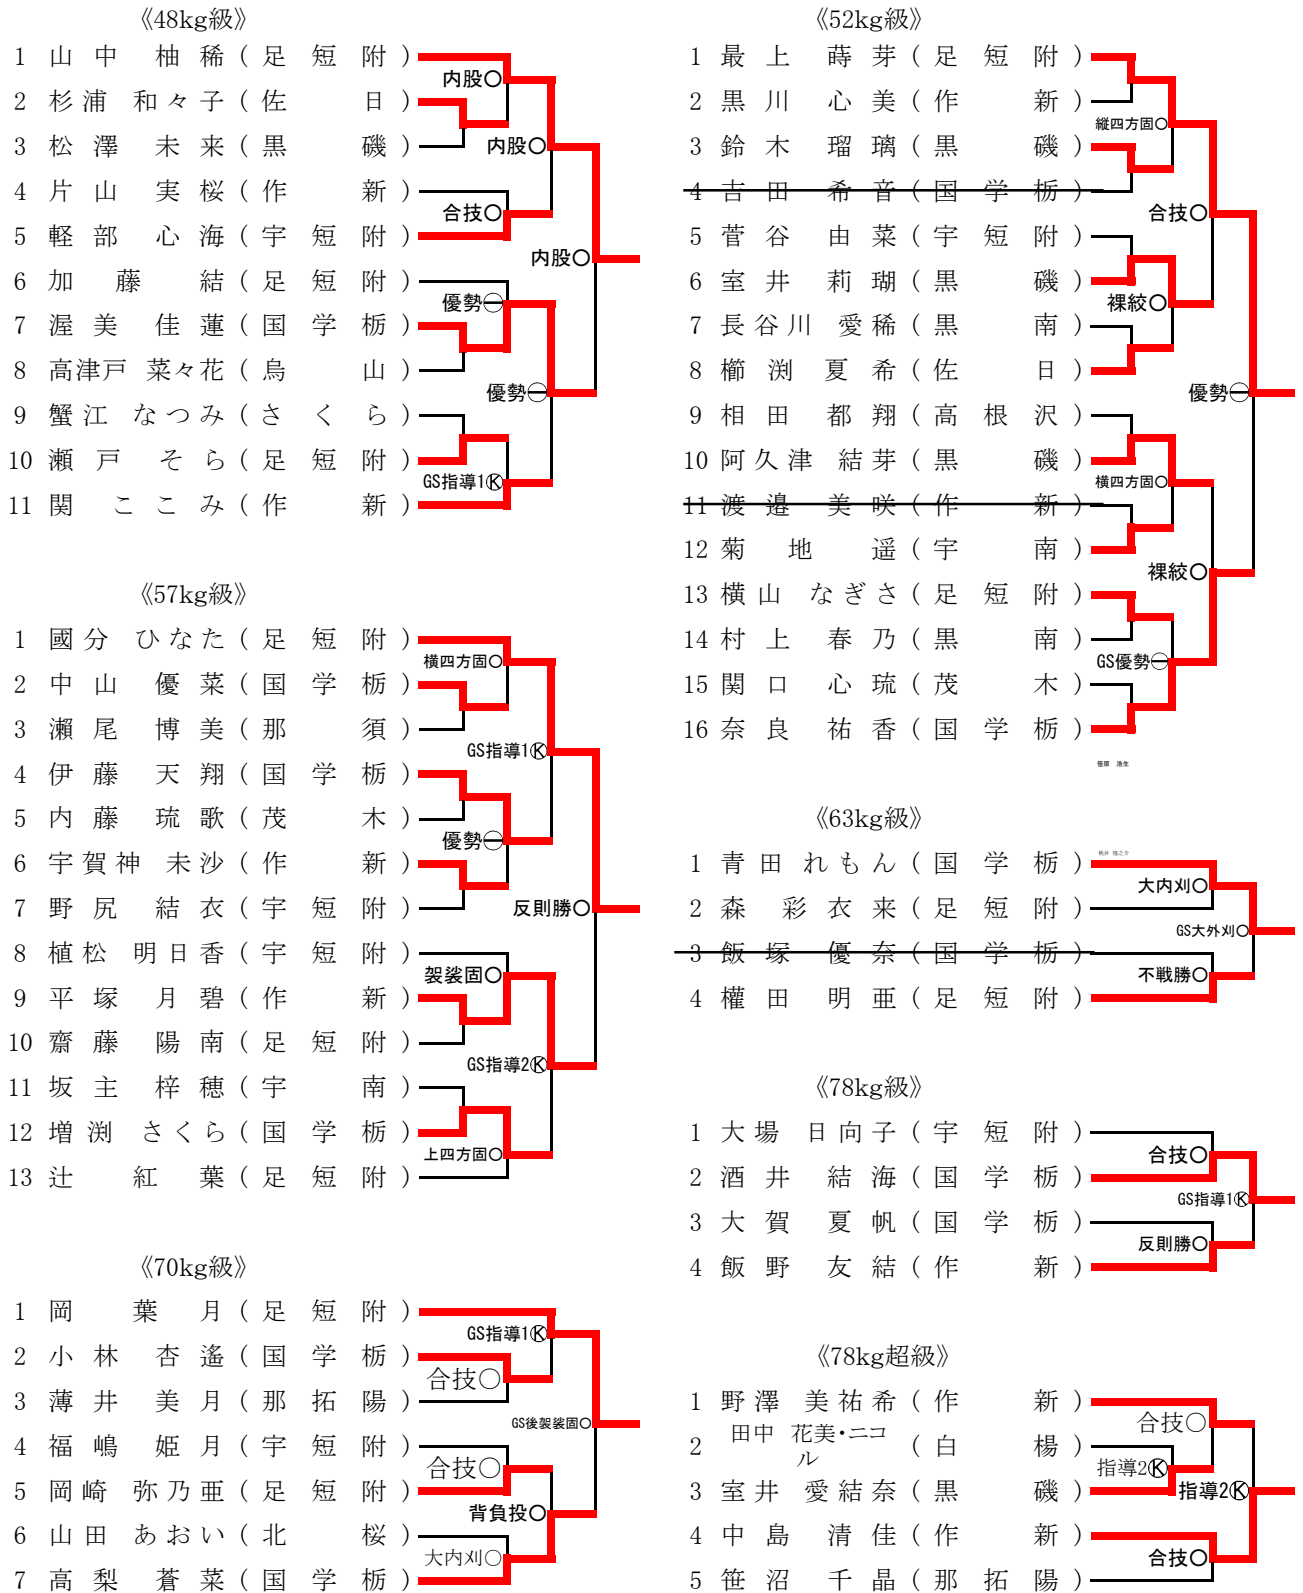 《48kg級》
1 山中 柚稀(足短附)
内股○
2 杉浦 和々子(佐日)
3 松澤 未来(黒磯)
内股○
4 片山 実桜(作新)
合技○
5 軽部 心海(宇短附)
内股○
6 加藤 結(足短附)
優勢㊀
7 渥美 佳蓮(国学栃)
8 高津戸 菜々花(烏山)
優勢㊀
9 蟹江 なつみ(さくら)
10 瀬戸 そら(足短附)
GS指導1Ⓚ
11 関 ここみ(作新)
《52kg級》
1 最上 蒔芽(足短附)
2 黒川 心美(作新)
縦四方固○
3 鈴木 瑠璃(黒磯)
4 吉田 希音(国学栃)
合技○
5 菅谷 由菜(宇短附)
6 室井 莉瑚(黒磯)
裸絞○
7 長谷川 愛稀(黒南)
8 櫛渕 夏希(佐日)
優勢㊀
9 相田 都翔(高根沢)
10 阿久津 結芽(黒磯)
横四方固○
11 渡邉 美咲(作新)
12 菊地 遥(宇南)
裸絞○
13 横山 なぎさ(足短附)
14 村上 春乃(黒南)
GS優勢㊀
15 関口 心琉(茂木)
16 奈良 祐香(国学栃)
《57kg級》
1 國分 ひなた(足短附)
横四方固○
2 中山 優菜(国学栃)
3 瀬尾 博美(那須)
GS指導1Ⓚ
4 伊藤 天翔(国学栃)
5 内藤 琉歌(茂木)
優勢㊀
6 宇賀神 未沙(作新)
7 野尻 結衣(宇短附)
反則勝○
8 植松 明日香(宇短附)
袈裟固○
9 平塚 月碧(作新)
10 齋藤 陽南(足短附)
GS指導2Ⓚ
11 坂主 梓穂(宇南)
12 増渕 さくら(国学栃)
上四方固○
13 辻 紅葉(足短附)
《63kg級》
1 青田 れもん(国学栃)
大内刈○
2 森 彩衣来(足短附)
GS大外刈○
3 飯塚 優奈(国学栃)
不戦勝○
4 權田 明亜(足短附)
《78kg級》
1 大場 日向子(宇短附)
合技○
2 酒井 結海(国学栃)
GS指導1Ⓚ
3 大賀 夏帆(国学栃)
反則勝○
4 飯野 友結(作新)
《70kg級》
1 岡 葉月(足短附)
GS指導1Ⓚ
2 小林 杏遙(国学栃)
合技○
3 薄井 美月(那拓陽)
GS後袈裟固○
4 福嶋 姫月(宇短附)
合技○
5 岡崎 弥乃亜(足短附)
背負投○
6 山田 あおい(北桜)
大内刈○
7 高梨 蒼菜(国学栃)
《78kg超級》
1 野澤 美祐希(作新)
合技○
2 田中 花美・ニコル(白楊)
指導2Ⓚ
3 室井 愛結奈(黒磯)
指導2Ⓚ
4 中島 清佳(作新)
合技○
5 笹沼 千晶(那拓陽)